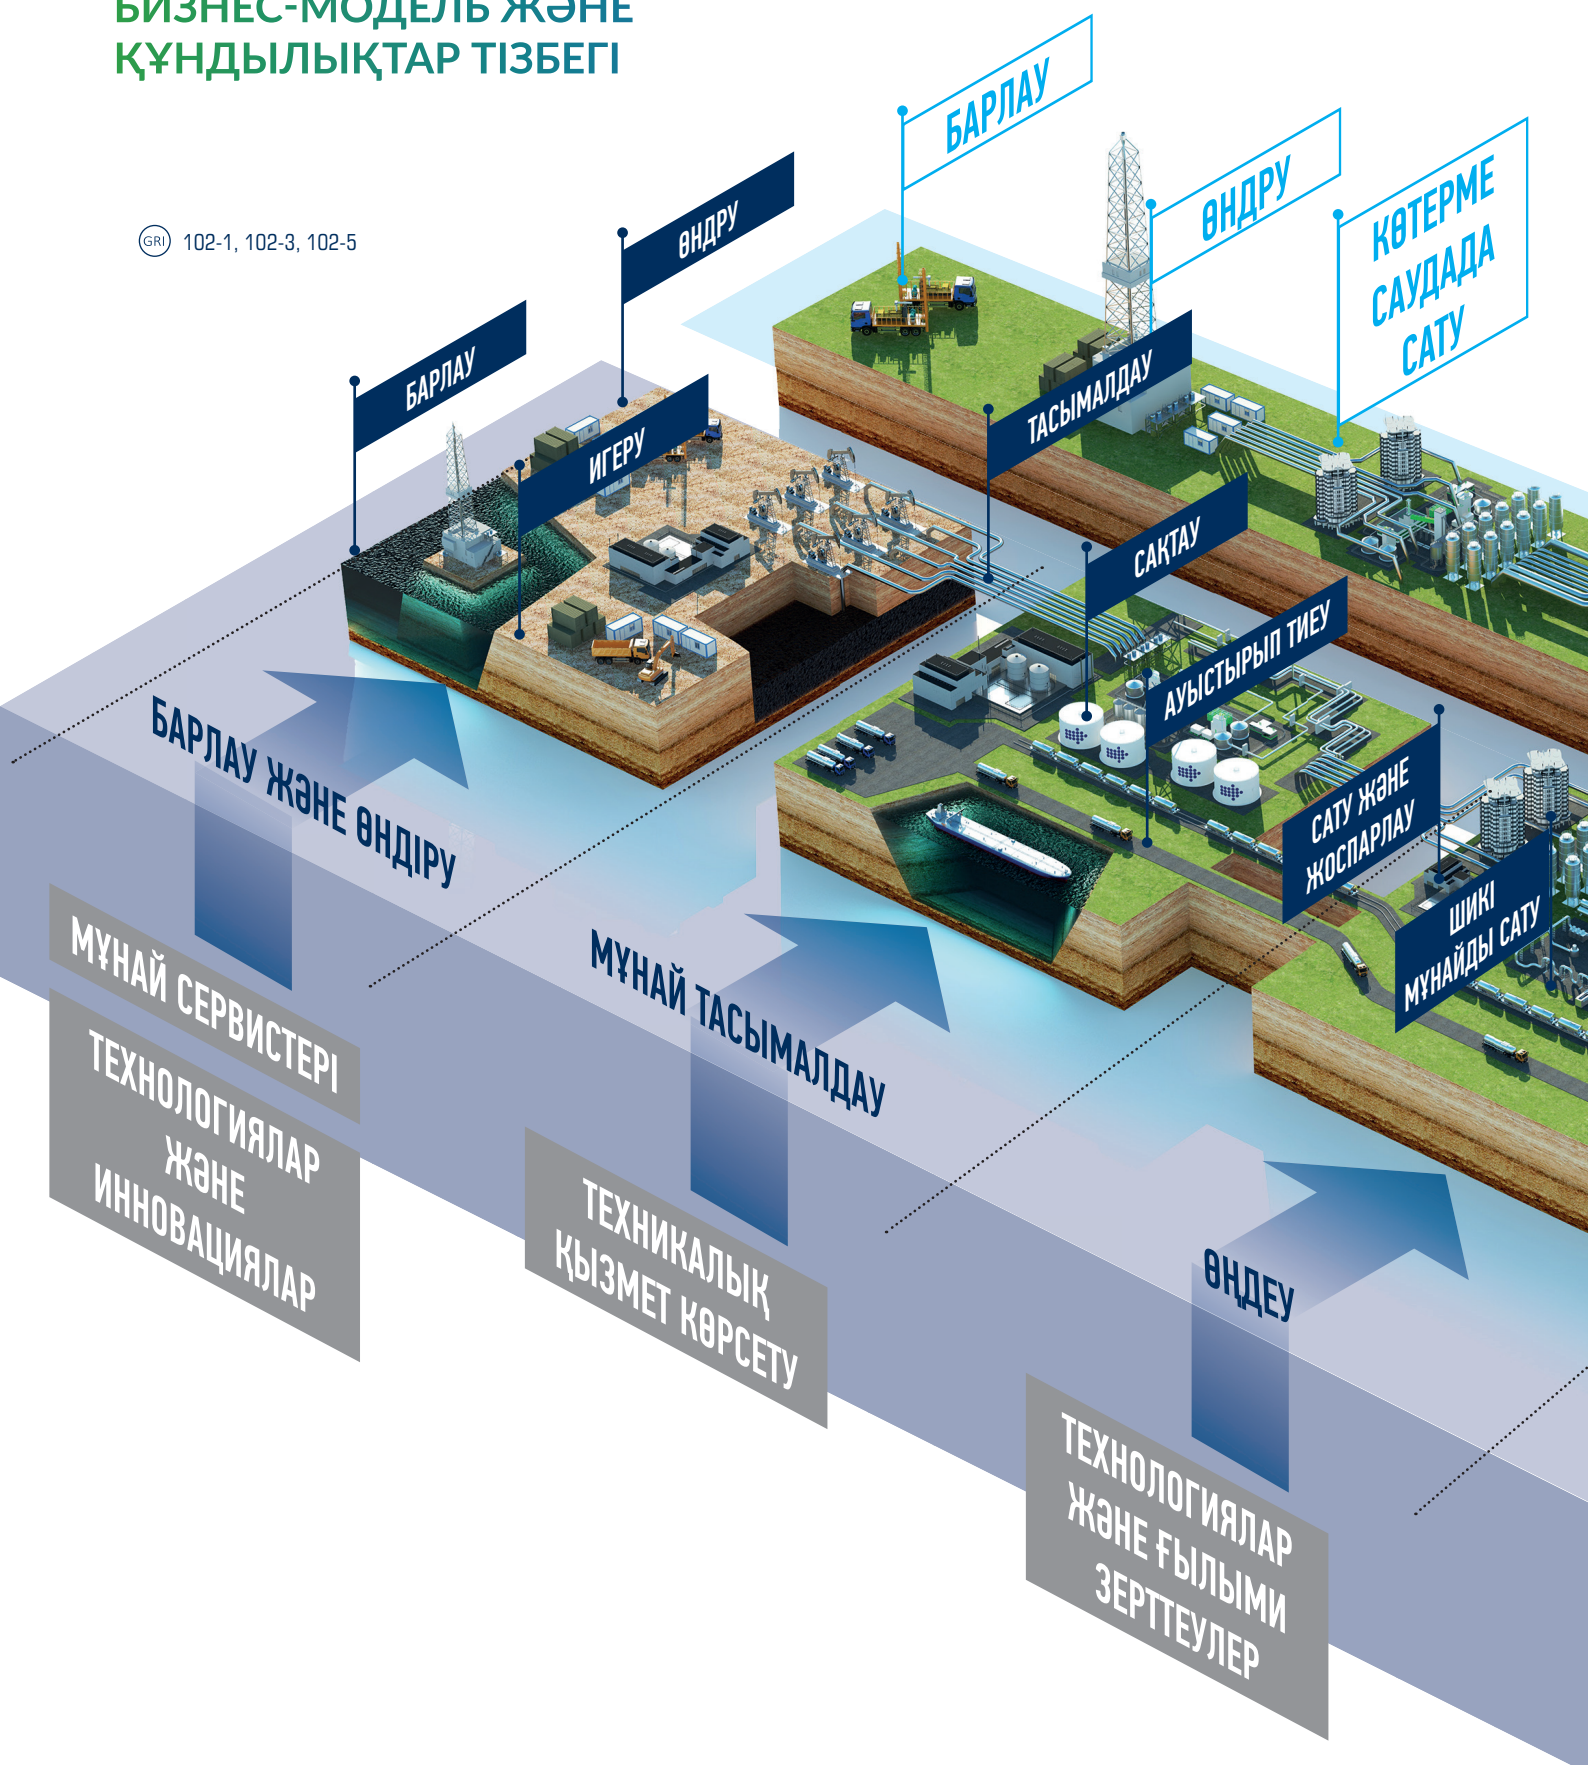 БИЗНЕС-МОДЕЛЬ ЖӘНЕ
ҚҰНДЫЛЫҚТАР ТІЗБЕГІ
GRI 102-1, 102-3, 102-5
БАРЛАУ
ӨНДРУ
КӨТЕРМЕ
САУДАДА
САТУ
ӨНДРУ
БАРЛАУ
ИГЕРУ
ТАСЫМАЛДАУ
САҚТАУ
АУЫСТЫРЫП ТИЕУ
САТУ ЖӘНЕ
ЖОСПАРЛАУ
ШИКІ
МҰНАЙДЫ САТУ
БАРЛАУ ЖӘНЕ ӨНДІРУ
МҰНАЙ ТАСЫМАЛДАУ
ӨҢДЕУ
МҰНАЙ СЕРВИСТЕРІ
ТЕХНОЛОГИЯЛАР
ЖӘНЕ
ИННОВАЦИЯЛАР
ТЕХНИКАЛЫҚ
ҚЫЗМЕТ КӨРСЕТУ
ТЕХНОЛОГИЯЛАР
ЖӘНЕ ҒЫЛЫМИ
ЗЕРТТЕУЛЕР